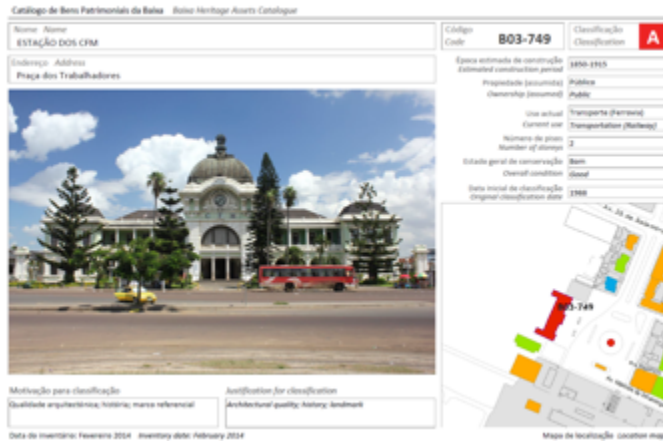 Catálogo de Bens Patrimoniais da Baixa Baixa Heritage Assets Catalogue
Nome Name
ESTAÇÃO DOS CFM
Código
Code
B03-749
Classificação
Classification
A
Endereço Address
Praça dos Trabalhadores
Época estimada de construção
Estimated construction period
1850-1915
Propriedade (assumida)
Ownership (assumed)
Pública
Public
Uso actual
Current use
Transporte (Ferrovia)
Transportation (Railway)
Número de pisos
Number of storeys
2
Estado geral de conservação
Overall condition
Bom
Good
Data inicial de classificação
Original classification date
1988
B03-749
Motivação para classificação
Qualidade arquitectónica; história; marco referencial
Justification for classification
Architectural quality; history; landmark
Data de inventário: Fevereiro 2014 Inventory date: February 2014
Mapa de localização Location map